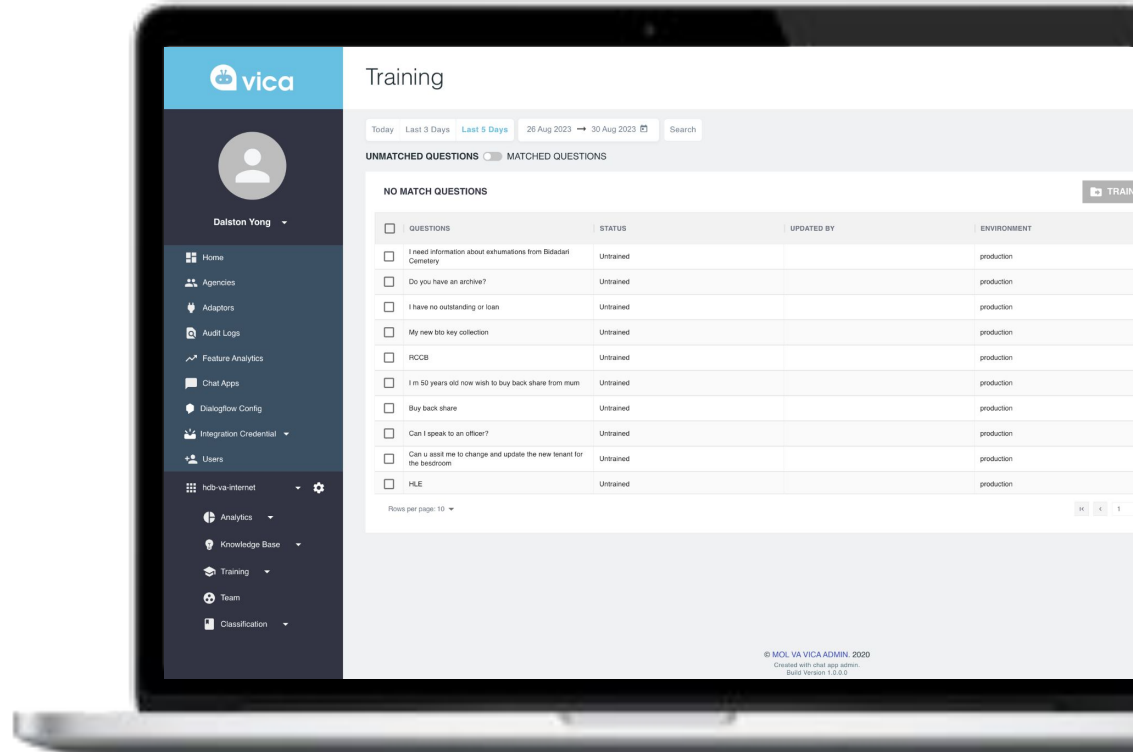 vica
Training
Today Last 3 Days Last 5 Days 26 Aug 2023 → 30 Aug 2023 Search
UNMATCHED QUESTIONS MATCHED QUESTIONS
Dalston Yong
Home
Agencies
Adaptors
Audit Logs
Feature Analytics
Chat Apps
Dialogflow Config
Integration Credential
Users
hdb-va-internet
Analytics
Knowledge Base
Training
Team
Classification
NO MATCH QUESTIONS TRAIN
QUESTIONS STATUS UPDATED BY ENVIRONMENT
I need information about exhumations from Bidadari
Cemetery Untrained production
Do you have an archive? Untrained production
I have no outstanding or loan Untrained production
My new bto key collection Untrained production
RCCB Untrained production
I m 50 years old now wish to buy back share from mum Untrained production
Buy back share Untrained production
Can I speak to an officer? Untrained production
Can u assit me to change and update the new tenant for
the besdroom Untrained production
HLE Untrained production
Rows per page: 10 1
© MOL VA VICA ADMIN. 2020
Created with chat app admin.
Build Version 1.0.0.0